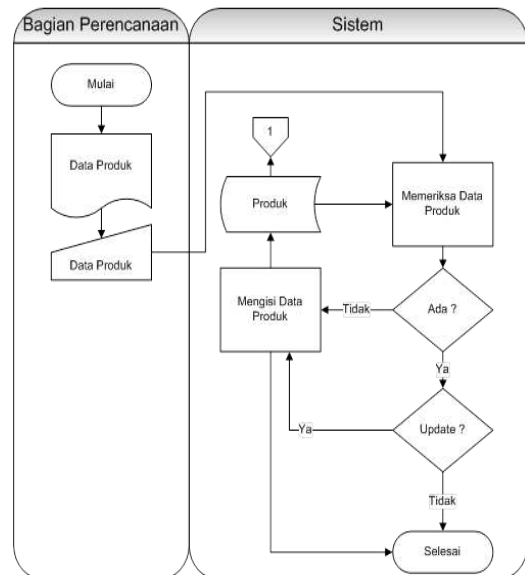 Bagian Perencanaan
Sistem
Mulai
Data Produk
Data Produk
1
Produk
Memeriksa Data
Produk
Mengisi Data
Produk
Tidak
Ada ?
Ya
Ya
Update ?
Tidak
Selesai